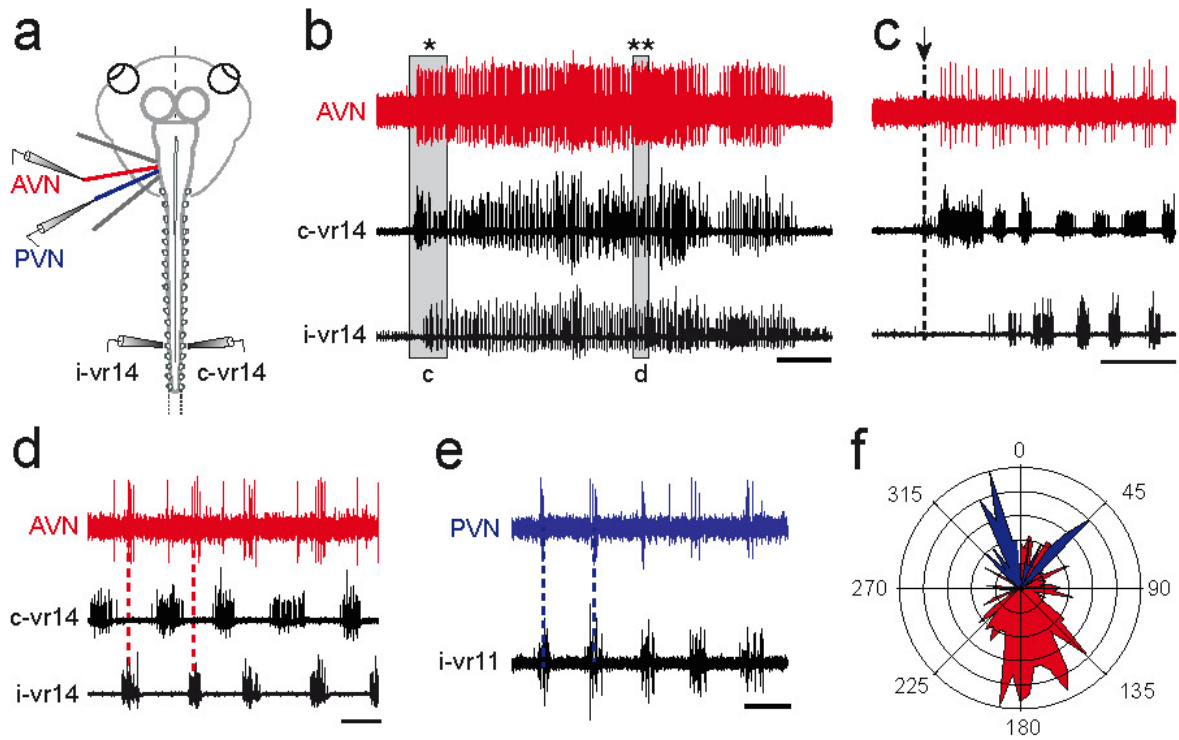 a
AVN
PVN
i-vr14
c-vr14
b
*
**
AVN
c-vr14
i-vr14
c
d
c
d
AVN
c-vr14
i-vr14
e
PVN
i-vr11
f
0
45
90
135
180
225
270
315